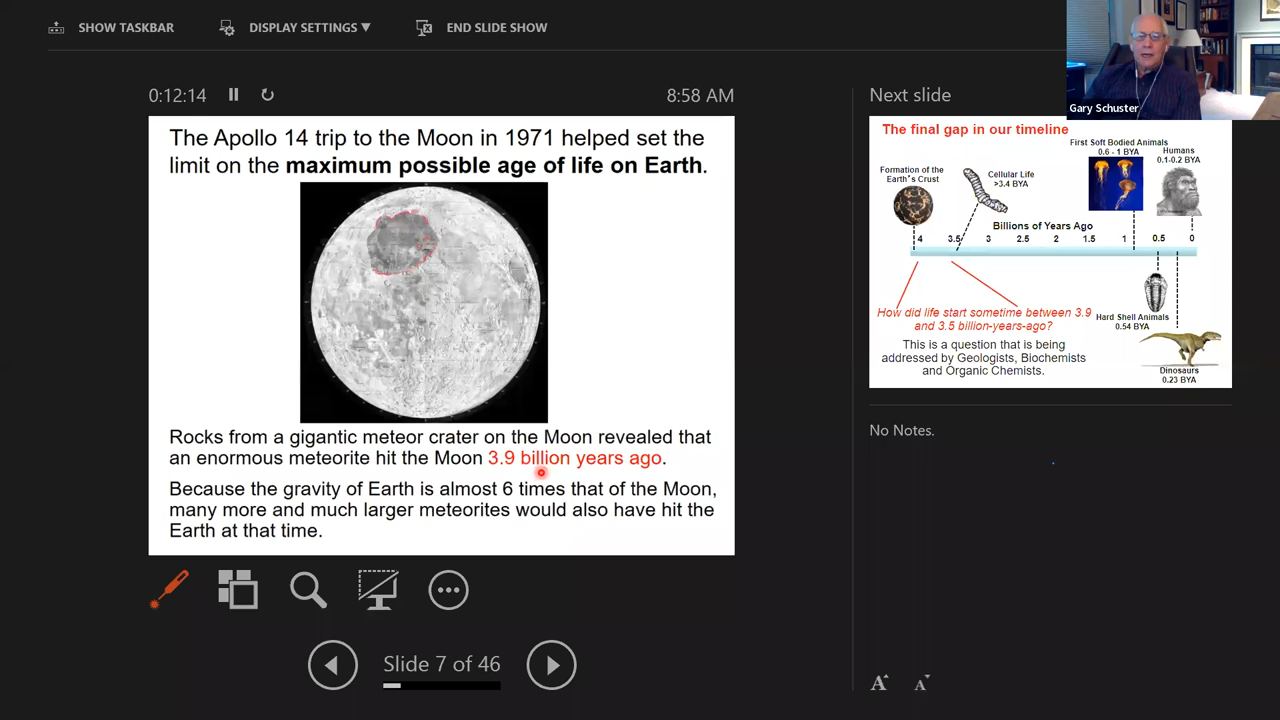 SHOW TASKBAR
DISPLAY SETTINGS ▼
END SLIDE SHOW
Gary Schuster
0:12:14
8:58 AM
The Apollo 14 trip to the Moon in 1971 helped set the
limit on the maximum possible age of life on Earth.
Rocks from a gigantic meteor crater on the Moon revealed that
an enormous meteorite hit the Moon 3.9 billion years ago.
Because the gravity of Earth is almost 6 times that of the Moon,
many more and much larger meteorites would also have hit the
Earth at that time.
Slide 7 of 46
Next slide
The final gap in our timeline
Formation of the
Earth's Crust
Cellular Life
>3.4 BYA
First Soft Bodied Animals
0.6 - 1 BYA
Humans
0.1-0.2 BYA
Billions of Years Ago
4 3.5 3 2.5 2 1.5 1 0.5 0
How did life start sometime between 3.9
and 3.5 billion-years-ago?
This is a question that is being
addressed by Geologists, Biochemists
and Organic Chemists.
Hard Shell Animals
0.54 BYA
Dinosaurs
0.23 BYA
No Notes.
A A